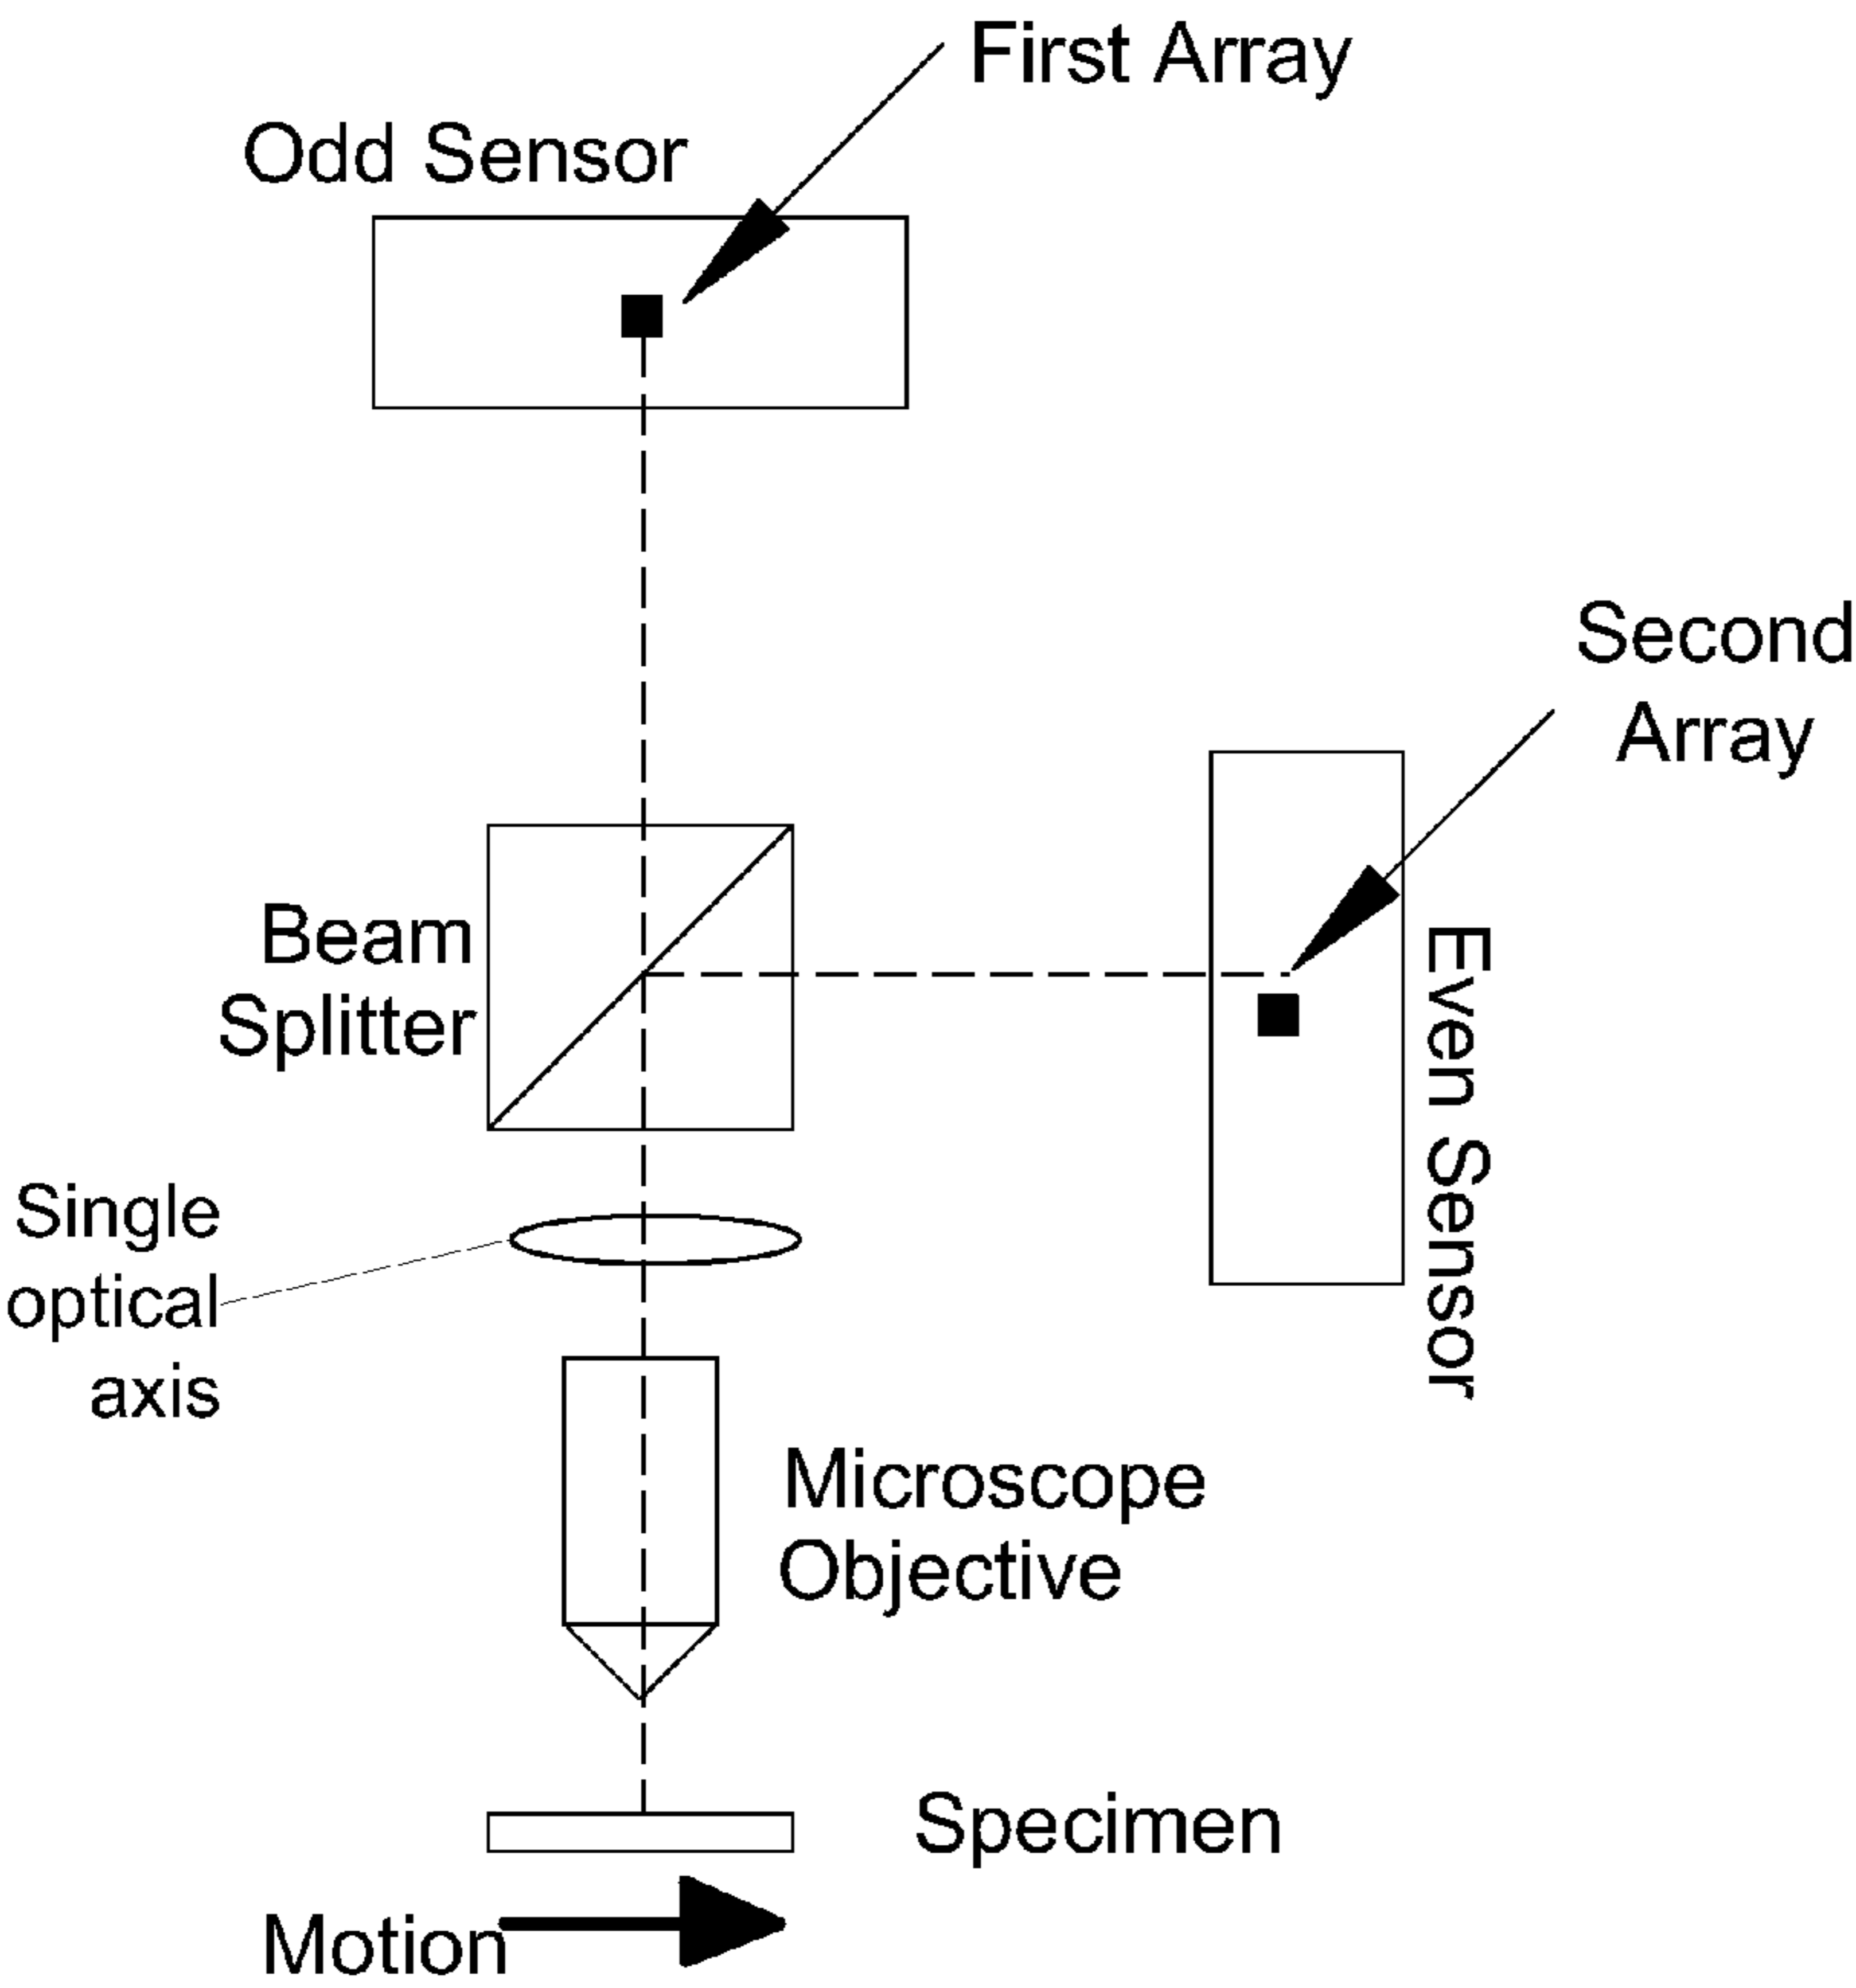 First Array
Odd Sensor
Second
Array
Beam
Splitter
Even Sensor
Single
optical
axis
Microscope
Objective
Specimen
Motion